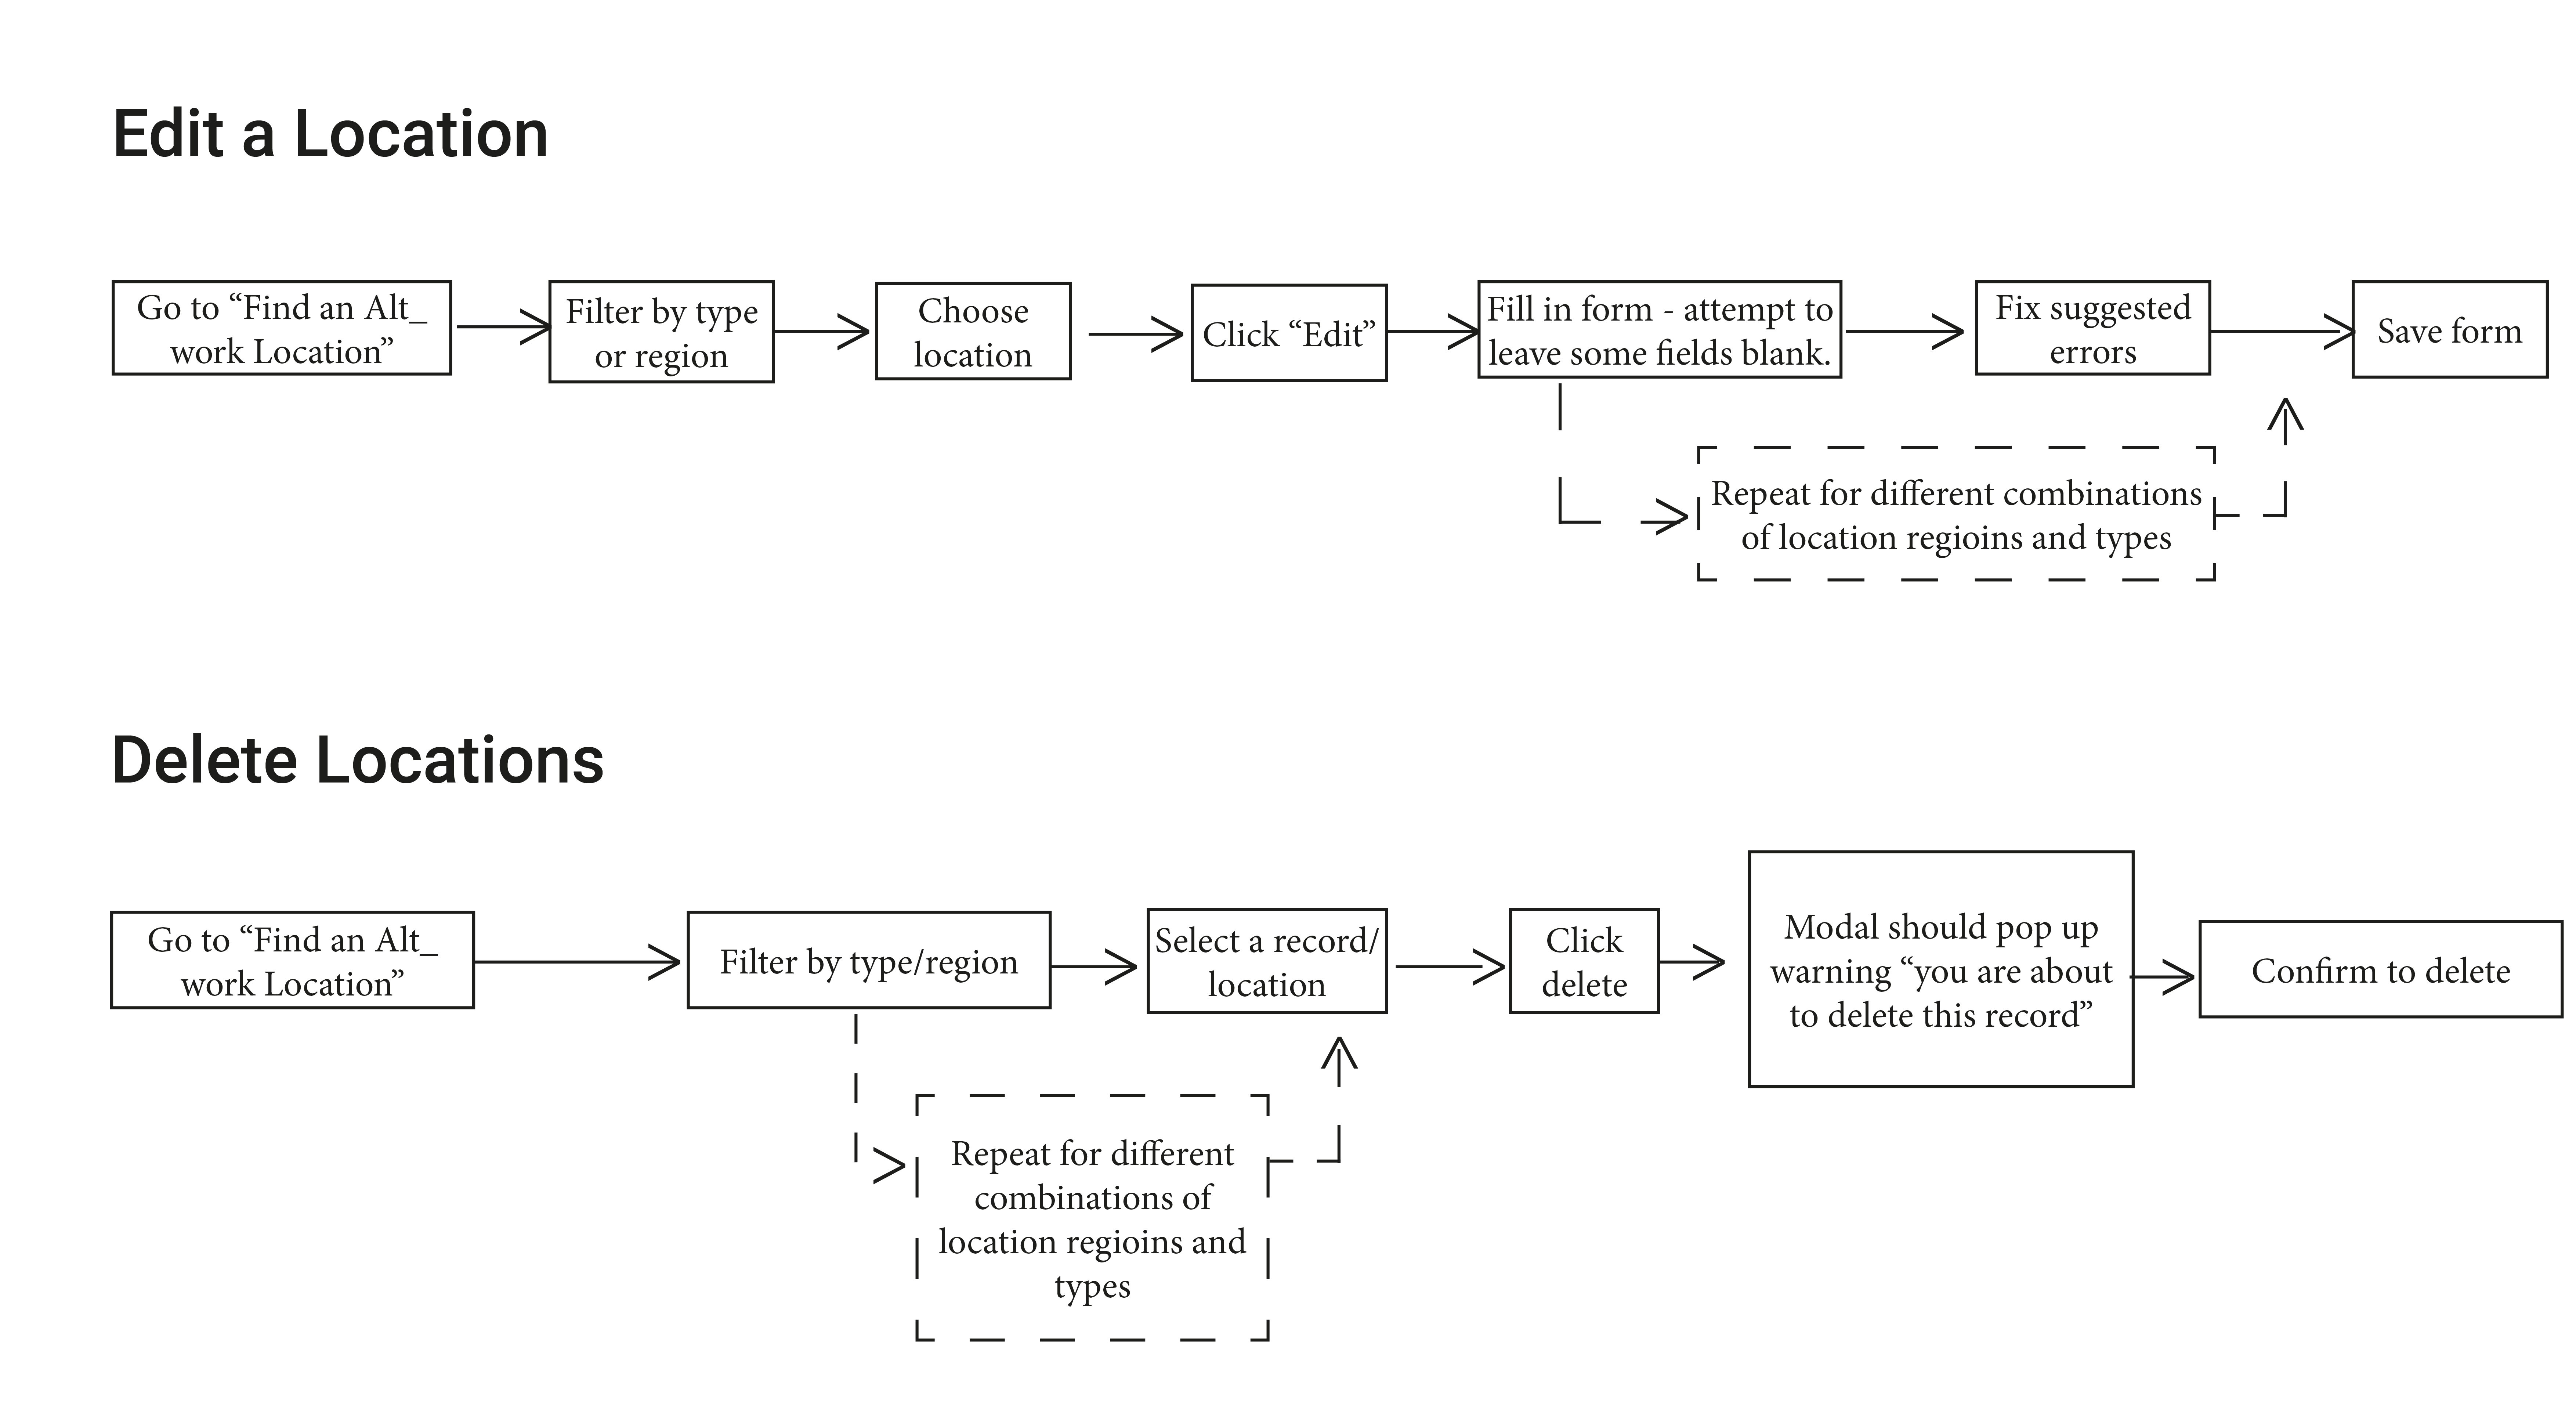 Edit a Location
Go to “Find an Alt_
work Location”
Filter by type
or region
Choose
location
Click “Edit”
Fill in form - attempt to
leave some fields blank.
Fix suggested
errors
Save form
Repeat for different combinations
of location regioins and types
Delete Locations
Go to “Find an Alt_
work Location”
Filter by type/region
Select a record/
location
Click
delete
Modal should pop up
warning “you are about
to delete this record”
Confirm to delete
Repeat for different
combinations of
location regioins and
types